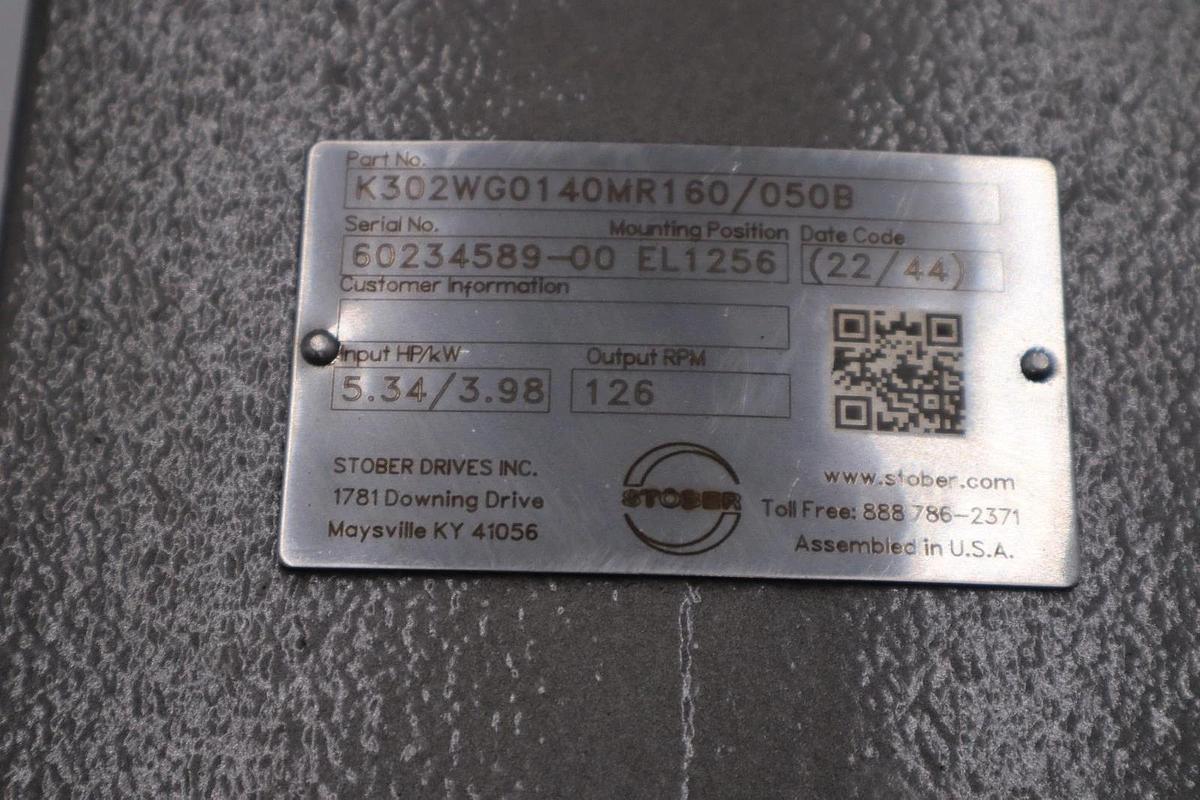 Part No.
K302WG0140MR160/050B
Serial No. Mounting Position Date Code
60234589-00 EL1256 (22/44)
Customer Information
Input HP/kW Output RPM
5.34/3.98 126
STOBER DRIVES INC.
1781 Downing Drive
Maysville KY 41056
STOBER
www.stober.com
Toll Free: 888 786-2371
Assembled in U.S.A.